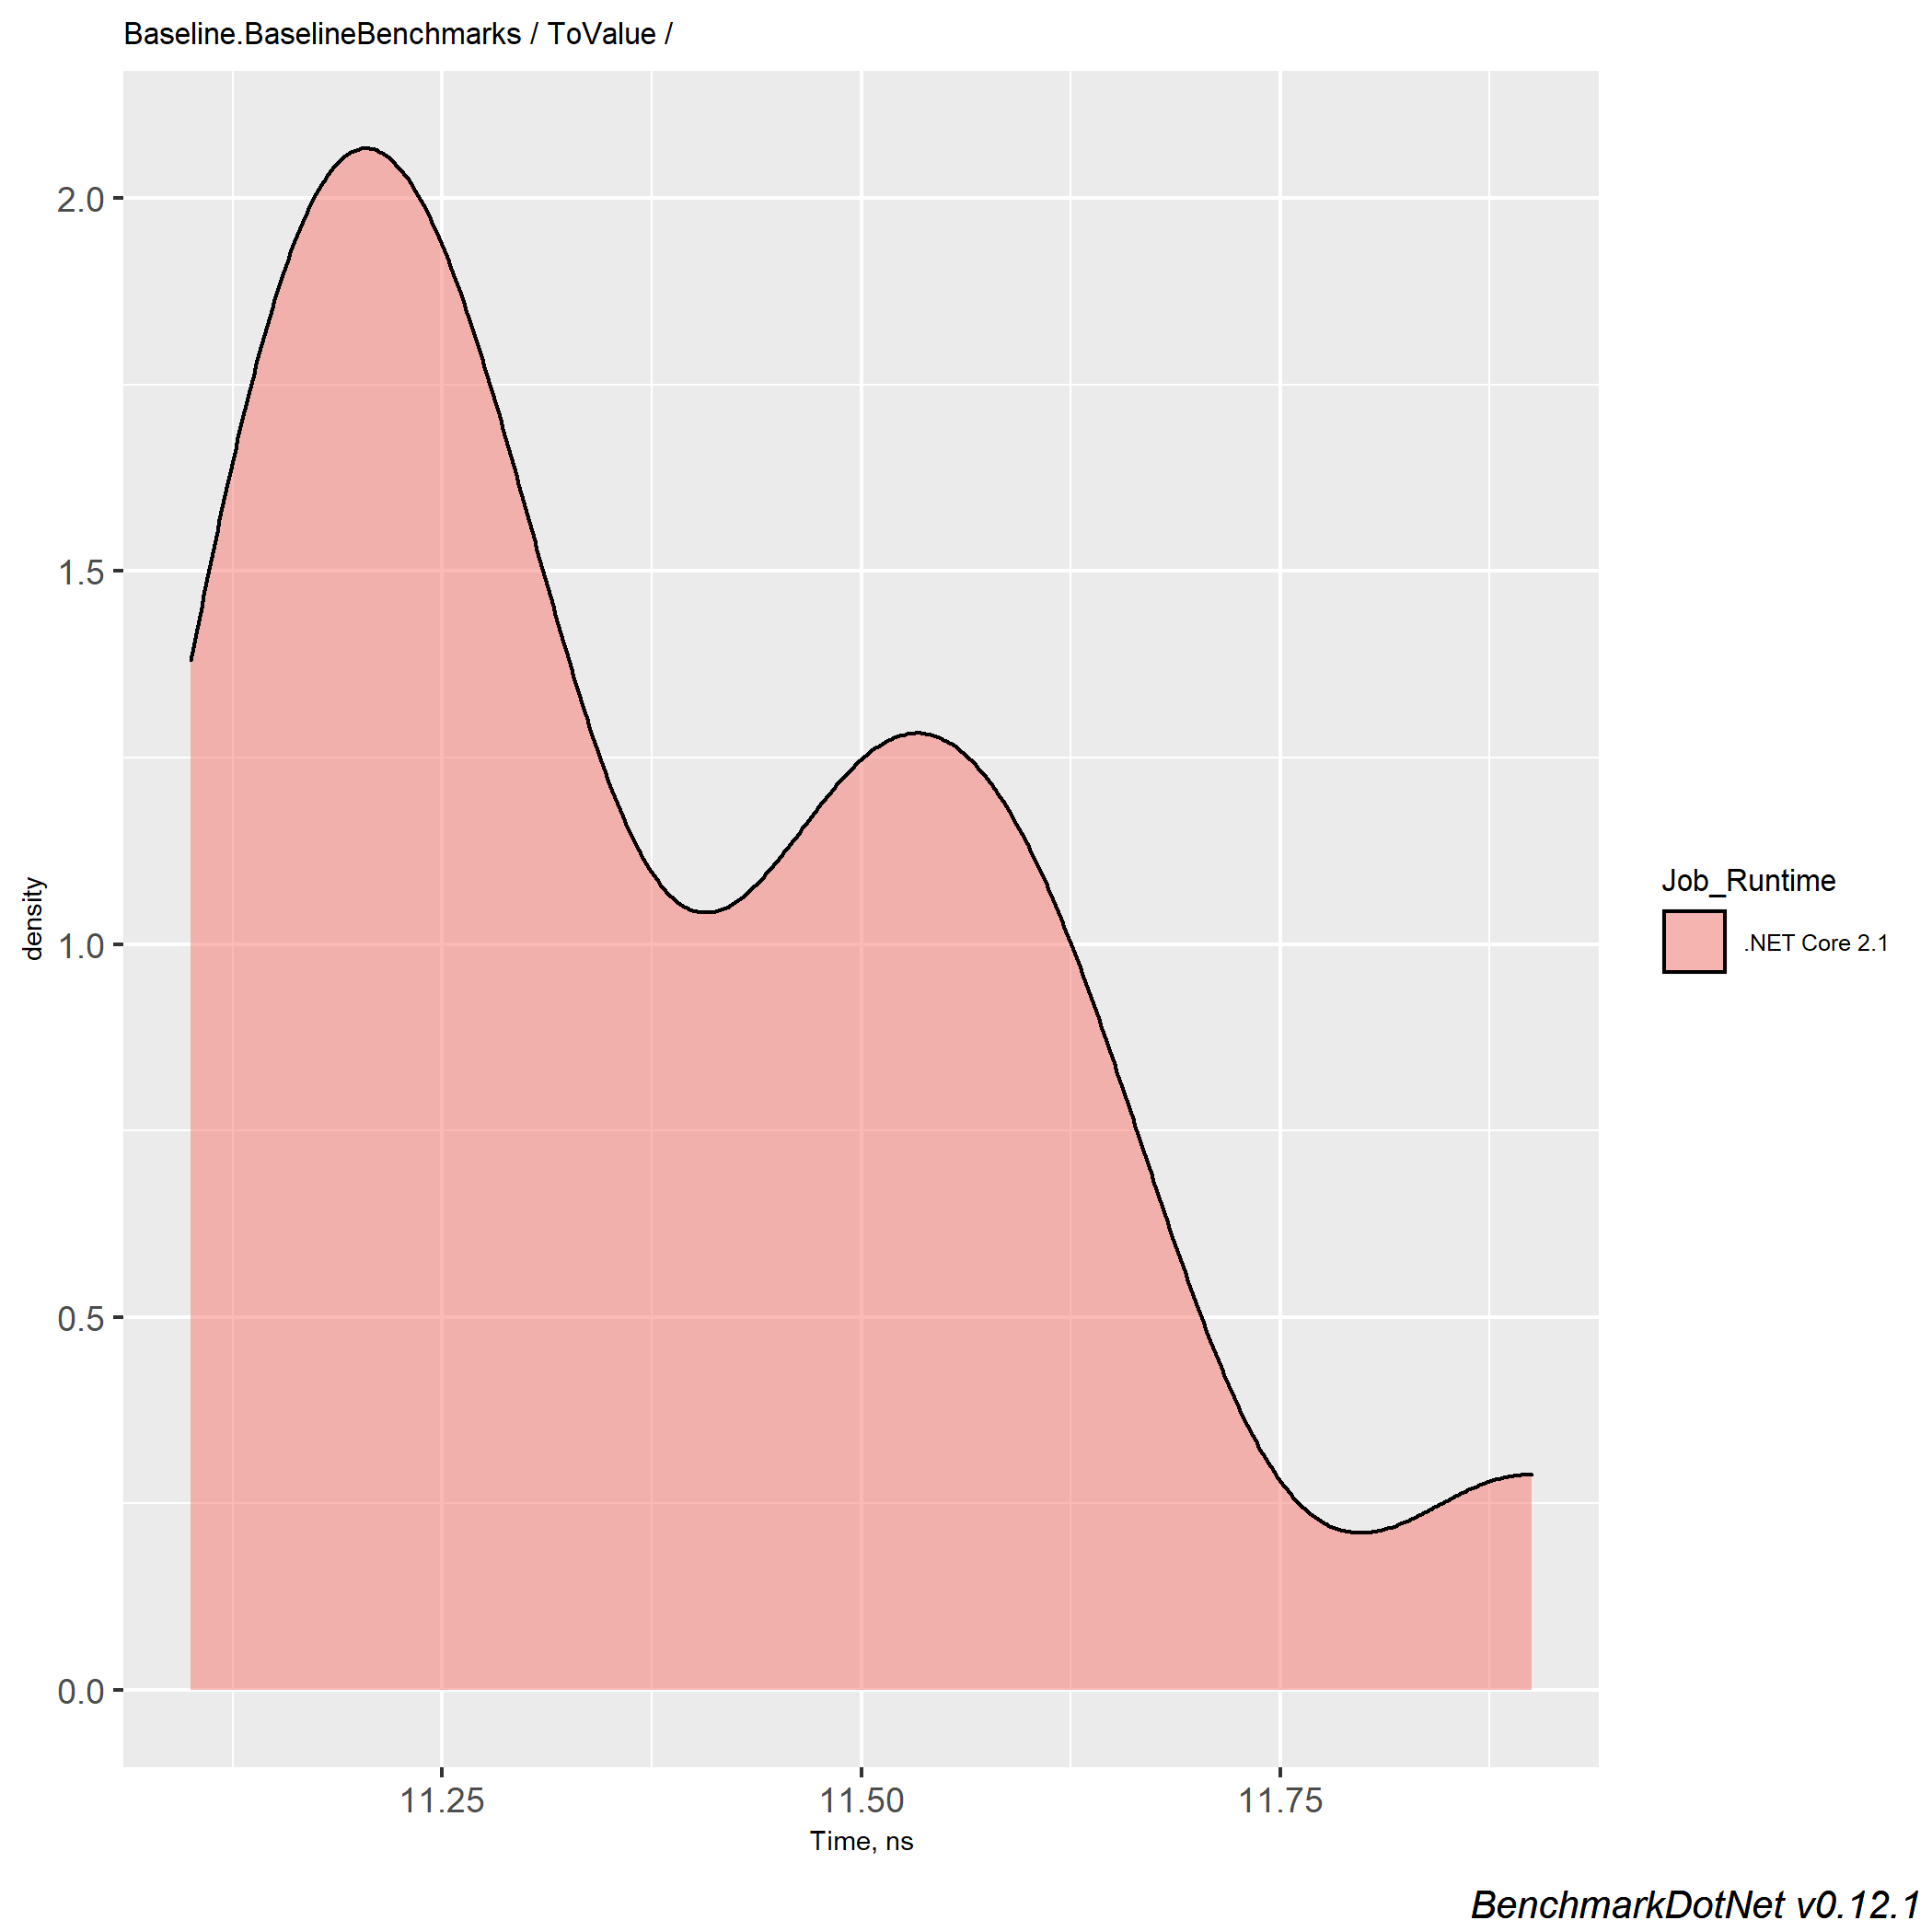 Baseline.BaselineBenchmarks / ToValue /
2.0
1.5
1.0
0.5
0.0
density
11.25 11.50 11.75
Time, ns
Job_Runtime
.NET Core 2.1
BenchmarkDotNet v0.12.1